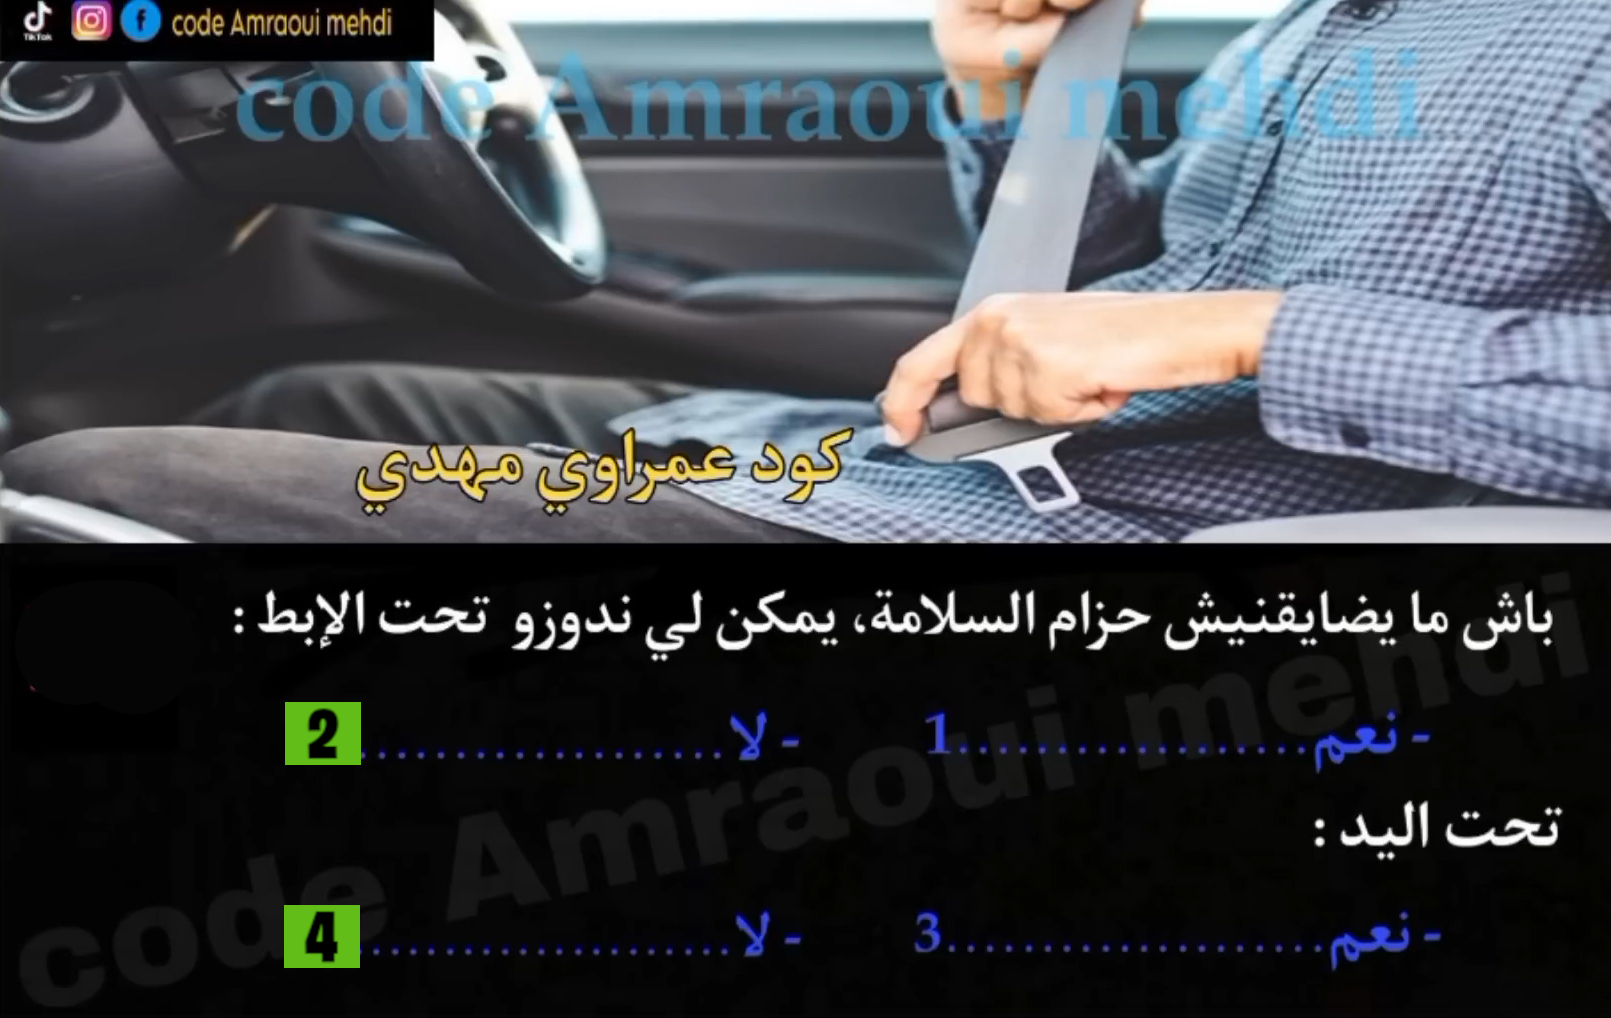 TikTok code Amraoui mehdi
code Amraoui mehdi
كود عمراوي مهدي
باش ما يضايقنيش حزام السلامة، يمكن لي ندوزو تحت الإبط :
- نعم....................1 - لا....................2
تحت اليد :
- نعم....................3 - لا....................4
code Amraoui mehdi